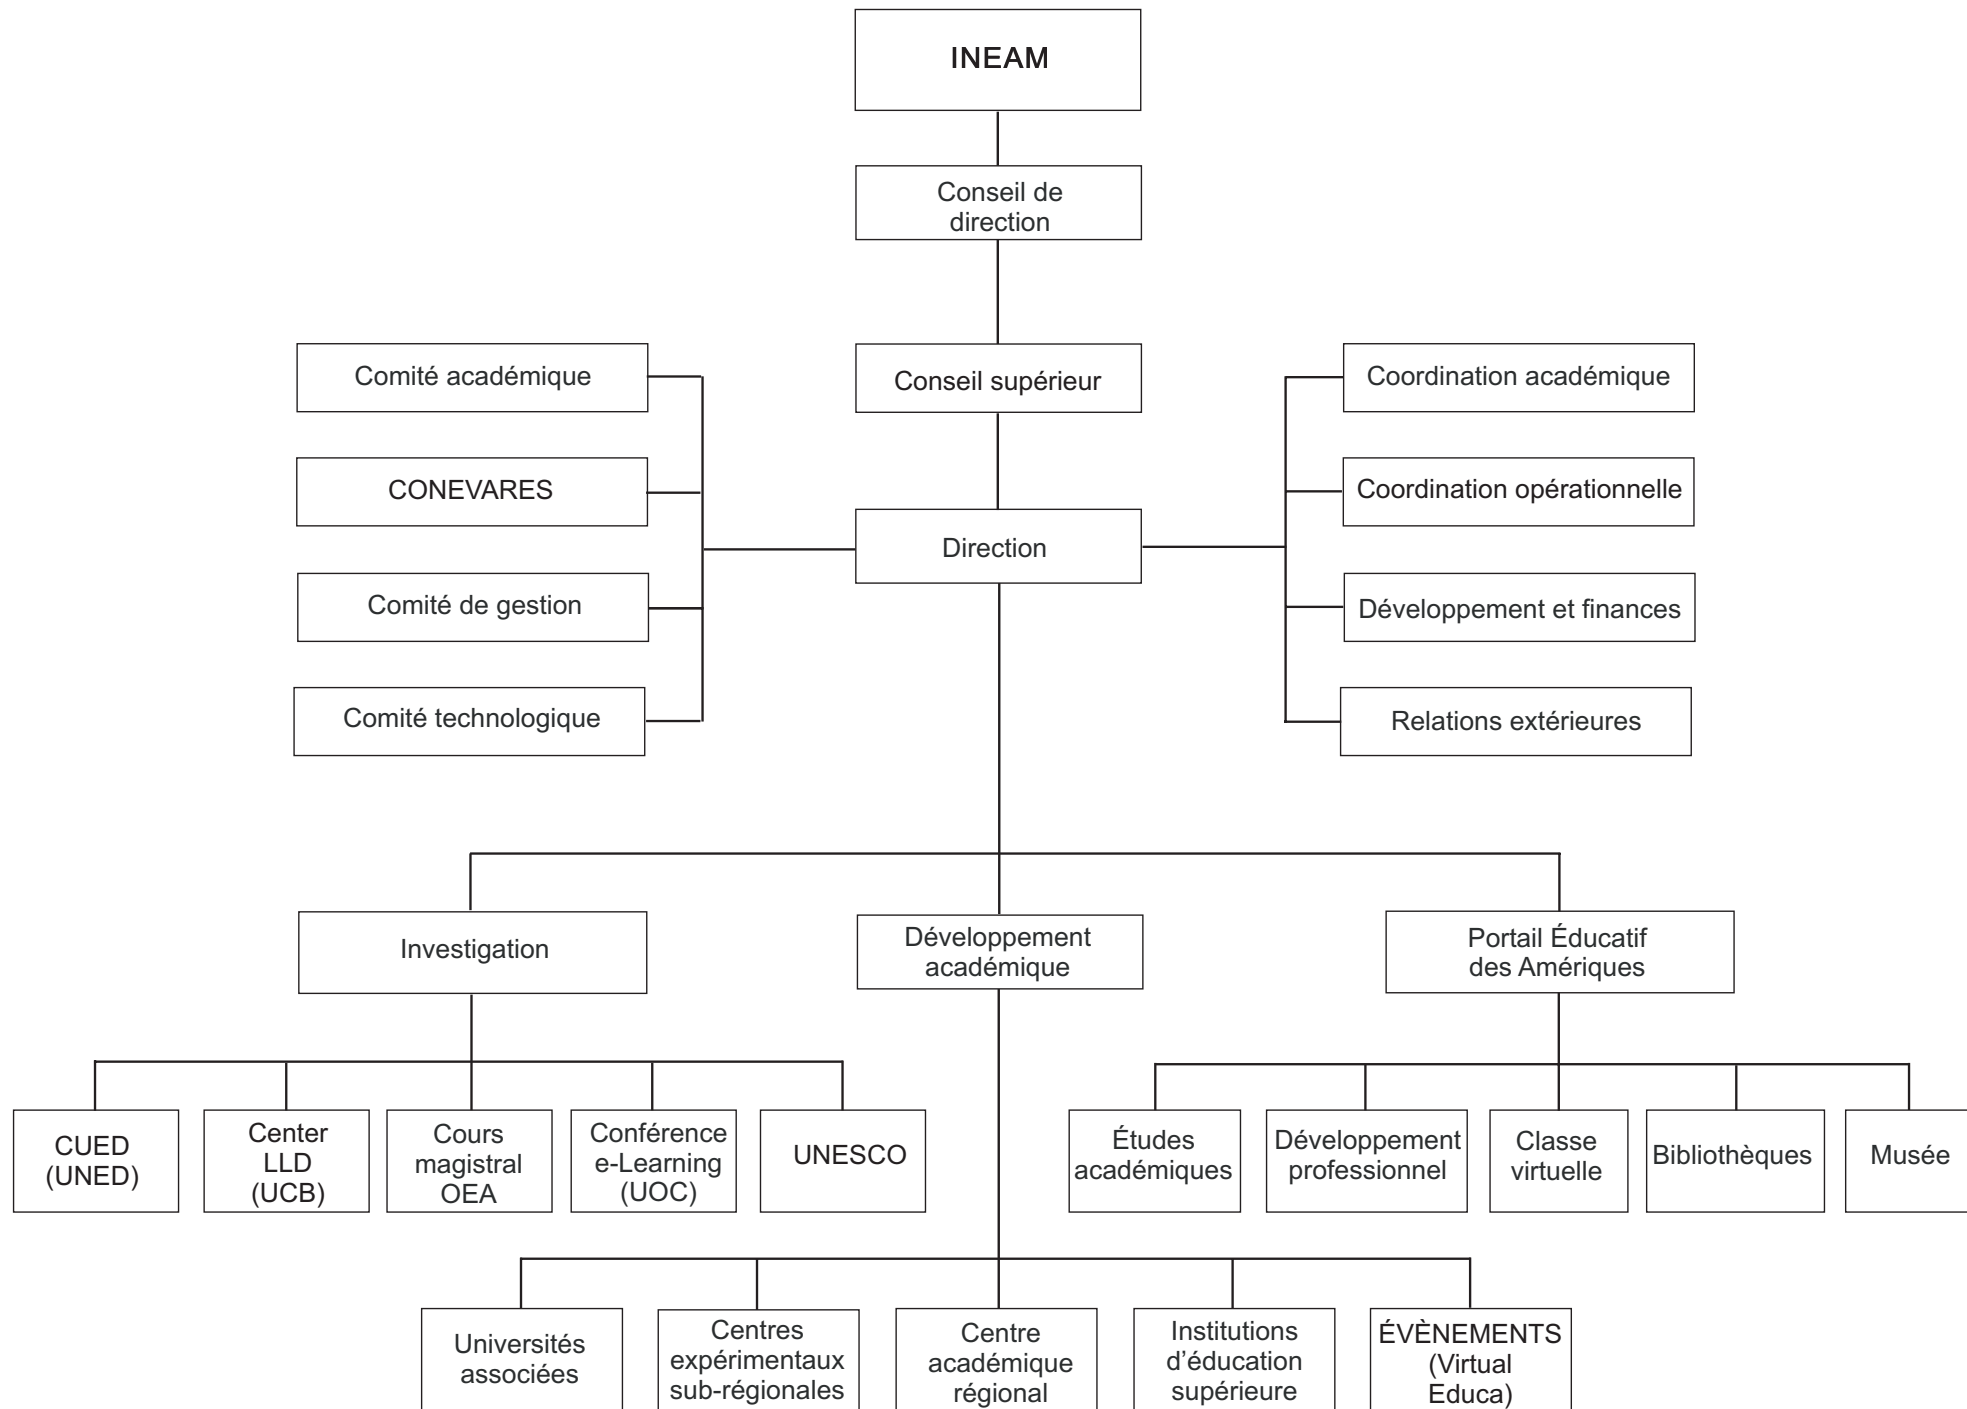 INEAM
Conseil de
direction
Conseil supérieur
Direction
Comité académique
CONEVARES
Comité de gestion
Comité technologique
Coordination académique
Coordination opérationnelle
Développement et finances
Relations extérieures
Investigation
Développement
académique
Portail Éducatif
des Amériques
CUED
(UNED)
Center
LLD
(UCB)
Cours
magistral
OEA
Conférence
e-Learning
(UOC)
UNESCO
Études
académiques
Développement
professionnel
Classe
virtuelle
Bibliothèques
Musée
Universités
associées
Centres
expérimentaux
sub-régionales
Centre
académique
régional
Institutions
d'éducation
supérieure
ÉVÈNEMENTS
(Virtual
Educa)